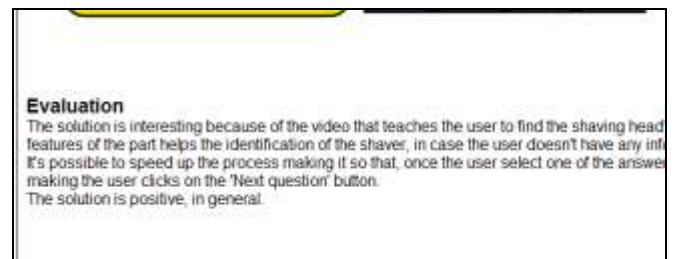 Evaluation
The solution is interesting because of the video that teaches the user to find the shaving head
features of the part helps the identification of the shaver, in case the user doesn't have any inf
It's possible to speed up the process making it so that, once the user select one of the answe
making the user clicks on the 'Next question' button.
The solution is positive, in general.